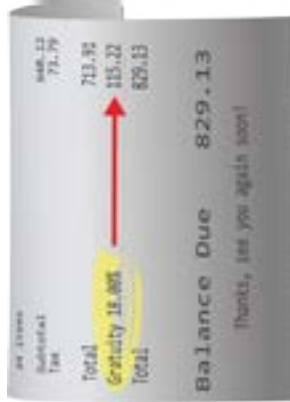 items
Subtotal 640.12
Tax 73.79
Total 713.91
Gratuity 18.00% 115.22
Total 829.13
Balance Due 829.13
Thanks, see you again soon!